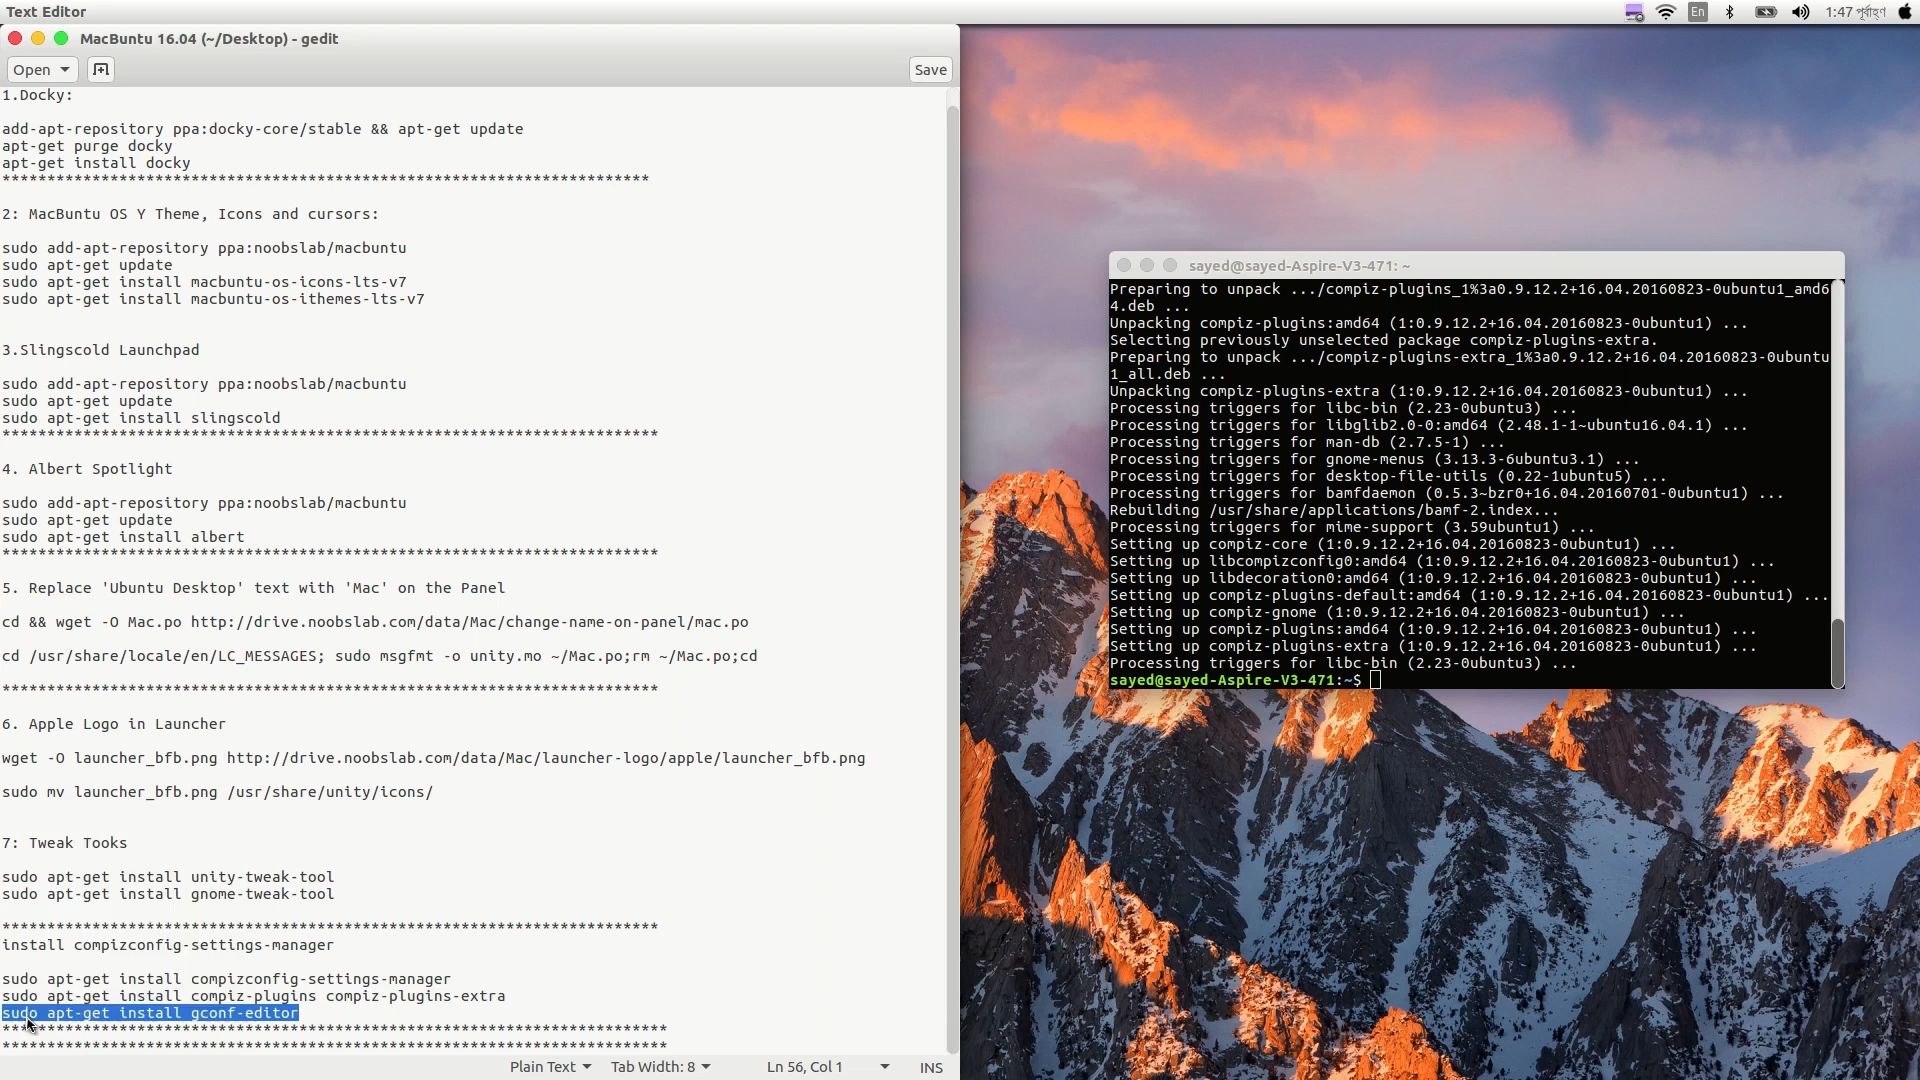 Text Editor
En
1:47 পূর্বাহ্ণ
MacBuntu 16.04 (~/Desktop) - gedit
Open
Save
1.Docky:
add-apt-repository ppa:docky-core/stable && apt-get update
apt-get purge docky
apt-get install docky
************************************************************************
2: MacBuntu OS Y Theme, Icons and cursors:
sudo add-apt-repository ppa:noobslab/macbuntu
sudo apt-get update
sudo apt-get install macbuntu-os-icons-lts-v7
sudo apt-get install macbuntu-os-ithemes-lts-v7
3.Slingscold Launchpad
sudo add-apt-repository ppa:noobslab/macbuntu
sudo apt-get update
sudo apt-get install slingscold
*************************************************************************
4. Albert Spotlight
sudo add-apt-repository ppa:noobslab/macbuntu
sudo apt-get update
sudo apt-get install albert
*************************************************************************
5. Replace 'Ubuntu Desktop' text with 'Mac' on the Panel
cd && wget -O Mac.po http://drive.noobslab.com/data/Mac/change-name-on-panel/mac.po
cd /usr/share/locale/en/LC_MESSAGES; sudo msgfmt -o unity.mo ~/Mac.po;rm ~/Mac.po;cd
*************************************************************************
6. Apple Logo in Launcher
wget -O launcher_bfb.png http://drive.noobslab.com/data/Mac/launcher-logo/apple/launcher_bfb.png
sudo mv launcher_bfb.png /usr/share/unity/icons/
7: Tweak Tooks
sudo apt-get install unity-tweak-tool
sudo apt-get install gnome-tweak-tool
*************************************************************************
install compizconfig-settings-manager
sudo apt-get install compizconfig-settings-manager
sudo apt-get install compiz-plugins compiz-plugins-extra
sudo apt-get install gconf-editor
**************************************************************************
**************************************************************************
Plain Text
Tab Width: 8
Ln 56, Col 1
INS
sayed@sayed-Aspire-V3-471: ~
Preparing to unpack .../compiz-plugins_1%3a0.9.12.2+16.04.20160823-0ubuntu1_amd6
4.deb ...
Unpacking compiz-plugins:amd64 (1:0.9.12.2+16.04.20160823-0ubuntu1) ...
Selecting previously unselected package compiz-plugins-extra.
Preparing to unpack .../compiz-plugins-extra_1%3a0.9.12.2+16.04.20160823-0ubuntu
1_all.deb ...
Unpacking compiz-plugins-extra (1:0.9.12.2+16.04.20160823-0ubuntu1) ...
Processing triggers for libc-bin (2.23-0ubuntu3) ...
Processing triggers for libglib2.0-0:amd64 (2.48.1-1~ubuntu16.04.1) ...
Processing triggers for man-db (2.7.5-1) ...
Processing triggers for gnome-menus (3.13.3-6ubuntu3.1) ...
Processing triggers for desktop-file-utils (0.22-1ubuntu5) ...
Processing triggers for bamfdaemon (0.5.3~bzr0+16.04.20160701-0ubuntu1) ...
Rebuilding /usr/share/applications/bamf-2.index...
Processing triggers for mime-support (3.59ubuntu1) ...
Setting up compiz-core (1:0.9.12.2+16.04.20160823-0ubuntu1) ...
Setting up libcompizconfig0:amd64 (1:0.9.12.2+16.04.20160823-0ubuntu1) ...
Setting up libdecoration0:amd64 (1:0.9.12.2+16.04.20160823-0ubuntu1) ...
Setting up compiz-plugins-default:amd64 (1:0.9.12.2+16.04.20160823-0ubuntu1) ...
Setting up compiz-gnome (1:0.9.12.2+16.04.20160823-0ubuntu1) ...
Setting up compiz-plugins:amd64 (1:0.9.12.2+16.04.20160823-0ubuntu1) ...
Setting up compiz-plugins-extra (1:0.9.12.2+16.04.20160823-0ubuntu1) ...
Processing triggers for libc-bin (2.23-0ubuntu3) ...
sayed@sayed-Aspire-V3-471:~$